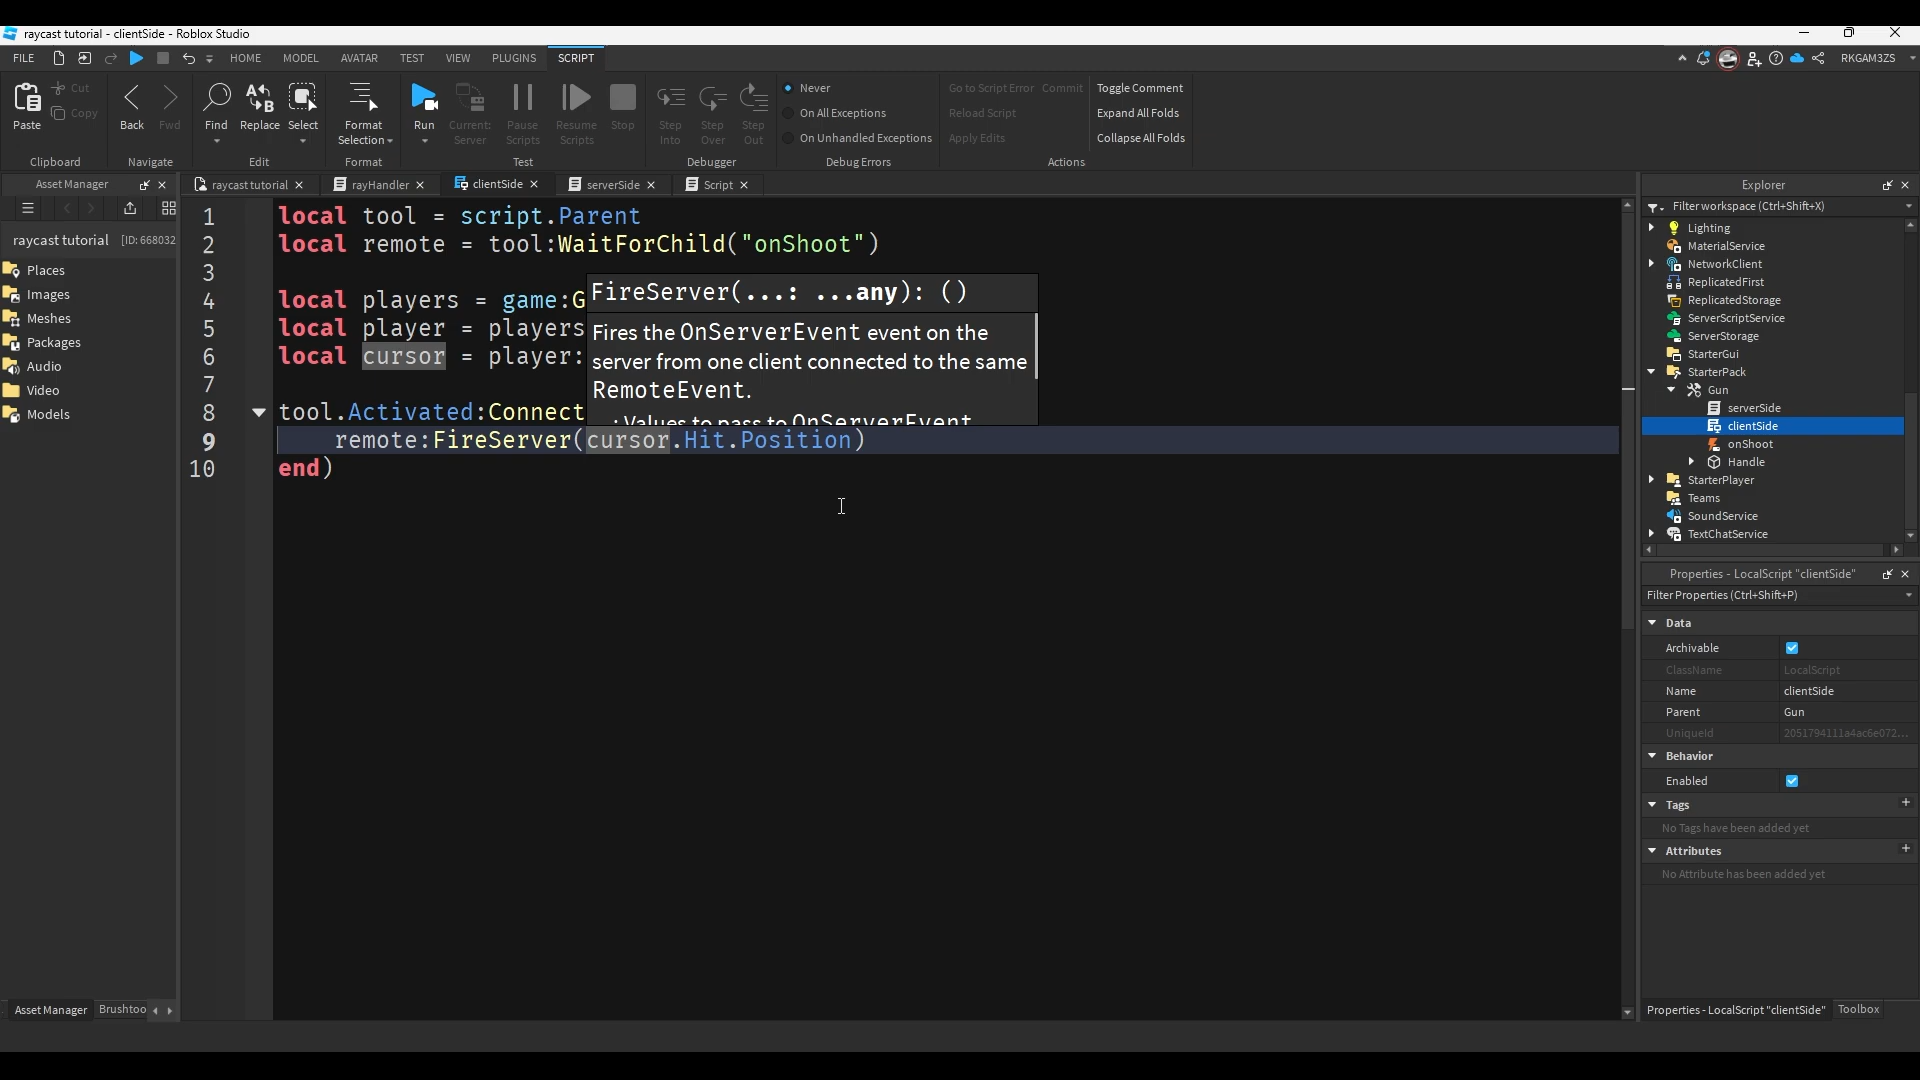 raycast tutorial - clientSide - Roblox Studio
FILE HOME MODEL AVATAR TEST VIEW PLUGINS SCRIPT RKGAM3ZS
Paste Cut Copy
Clipboard
Back Fwd
Navigate
Find Replace Select
Edit
Format Selection
Format
Run Current: Server Pause Scripts Resume Scripts Stop
Test
Step Into Step Over Step Out
Debugger
Never
On All Exceptions
On Unhandled Exceptions
Debug Errors
Go to Script Error Commit Toggle Comment
Reload Script Expand All Folds
Apply Edits Collapse All Folds
Actions
Asset Manager
raycast tutorial rayHandler clientSide serverSide Script
raycast tutorial [ID: 668032
Places
Images
Meshes
Packages
Audio
Video
Models
Asset Manager Brushtoo
1 local tool = script.Parent
2 local remote = tool:WaitForChild("onShoot")
3
4 local players = game:G
5 local player = players
6 local cursor = player:
7
8 tool.Activated:Connect
9 remote:FireServer(cursor.Hit.Position)
10 end)
FireServer(...: ...any): ()
Fires the OnServerEvent event on the
server from one client connected to the same
RemoteEvent.
: Values to pass to OnServerEvent
Explorer
Filter workspace (Ctrl+Shift+X)
Lighting
MaterialService
NetworkClient
ReplicatedFirst
ReplicatedStorage
ServerScriptService
ServerStorage
StarterGui
StarterPack
Gun
serverSide
clientSide
onShoot
Handle
StarterPlayer
Teams
SoundService
TextChatService
Properties - LocalScript "clientSide"
Filter Properties (Ctrl+Shift+P)
Data
Archivable
ClassName LocalScript
Name clientSide
Parent Gun
UniqueId 2051794111a4ac6e072...
Behavior
Enabled
Tags +
No Tags have been added yet
Attributes +
No Attribute has been added yet
Properties - LocalScript "clientSide" Toolbox